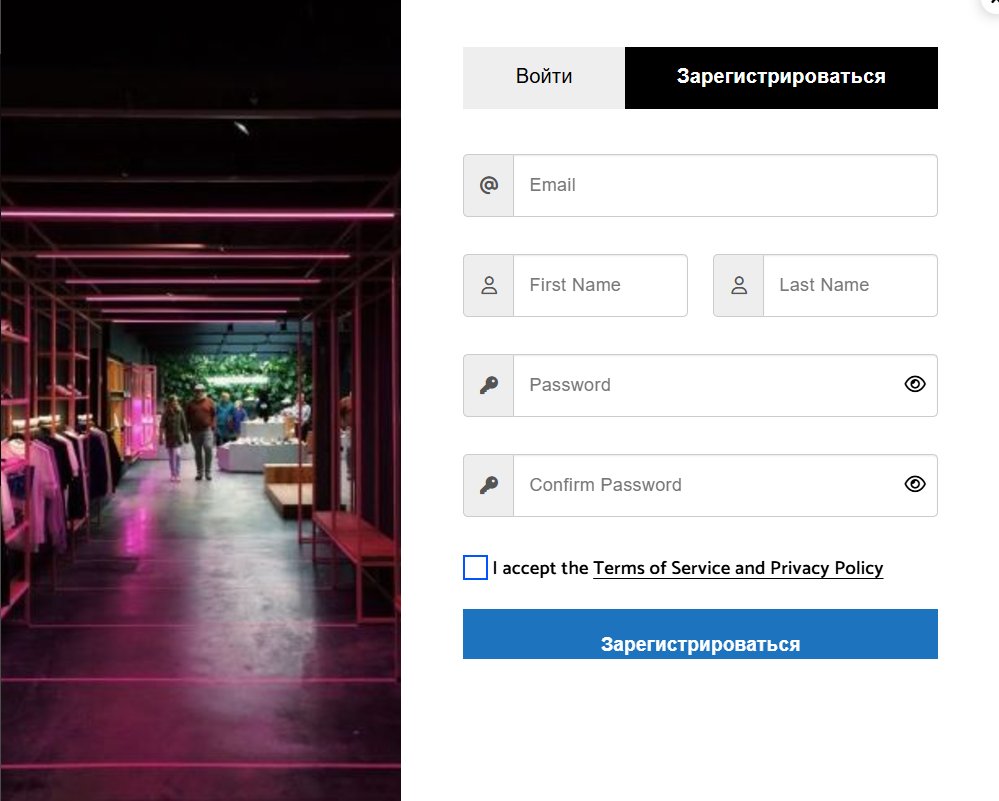 Войти
Зарегистрироваться
Email
First Name
Last Name
Password
Confirm Password
I accept the Terms of Service and Privacy Policy
Зарегистрироваться